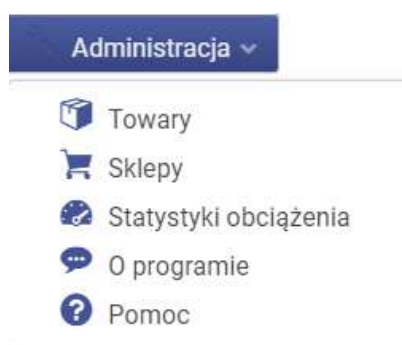 Administracja
Towary
Sklepy
Statystyki obciążenia
O programie
Pomoc